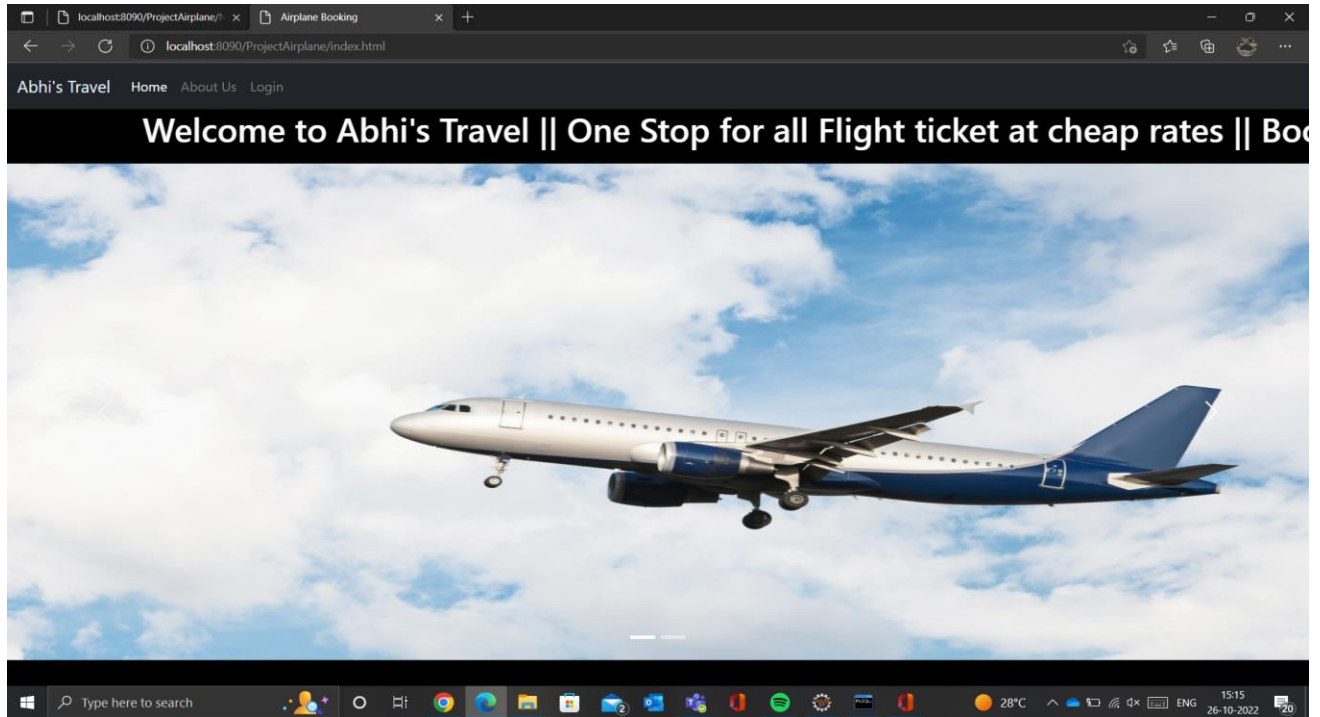 localhost:8090/ProjectAirplane/
Airplane Booking
localhost:8090/ProjectAirplane/index.html
Abhi's Travel Home About Us Login
Welcome to Abhi's Travel || One Stop for all Flight ticket at cheap rates ||
Type here to search
2
28°C
ENG
15:15
26-10-2022
20